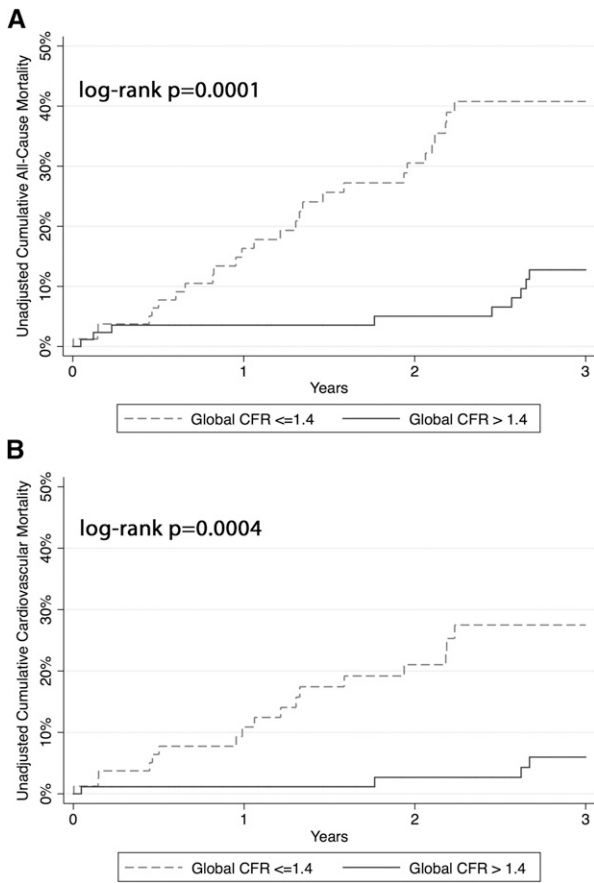 A
Unadjusted Cumulative All-Cause Mortality
50%
40%
30%
20%
10%
0%
log-rank p=0.0001
0 1 2 3
Years
Global CFR <=1.4 Global CFR > 1.4
B
Unadjusted Cumulative Cardiovascular Mortality
50%
40%
30%
20%
10%
0%
log-rank p=0.0004
0 1 2 3
Years
Global CFR <=1.4 Global CFR > 1.4